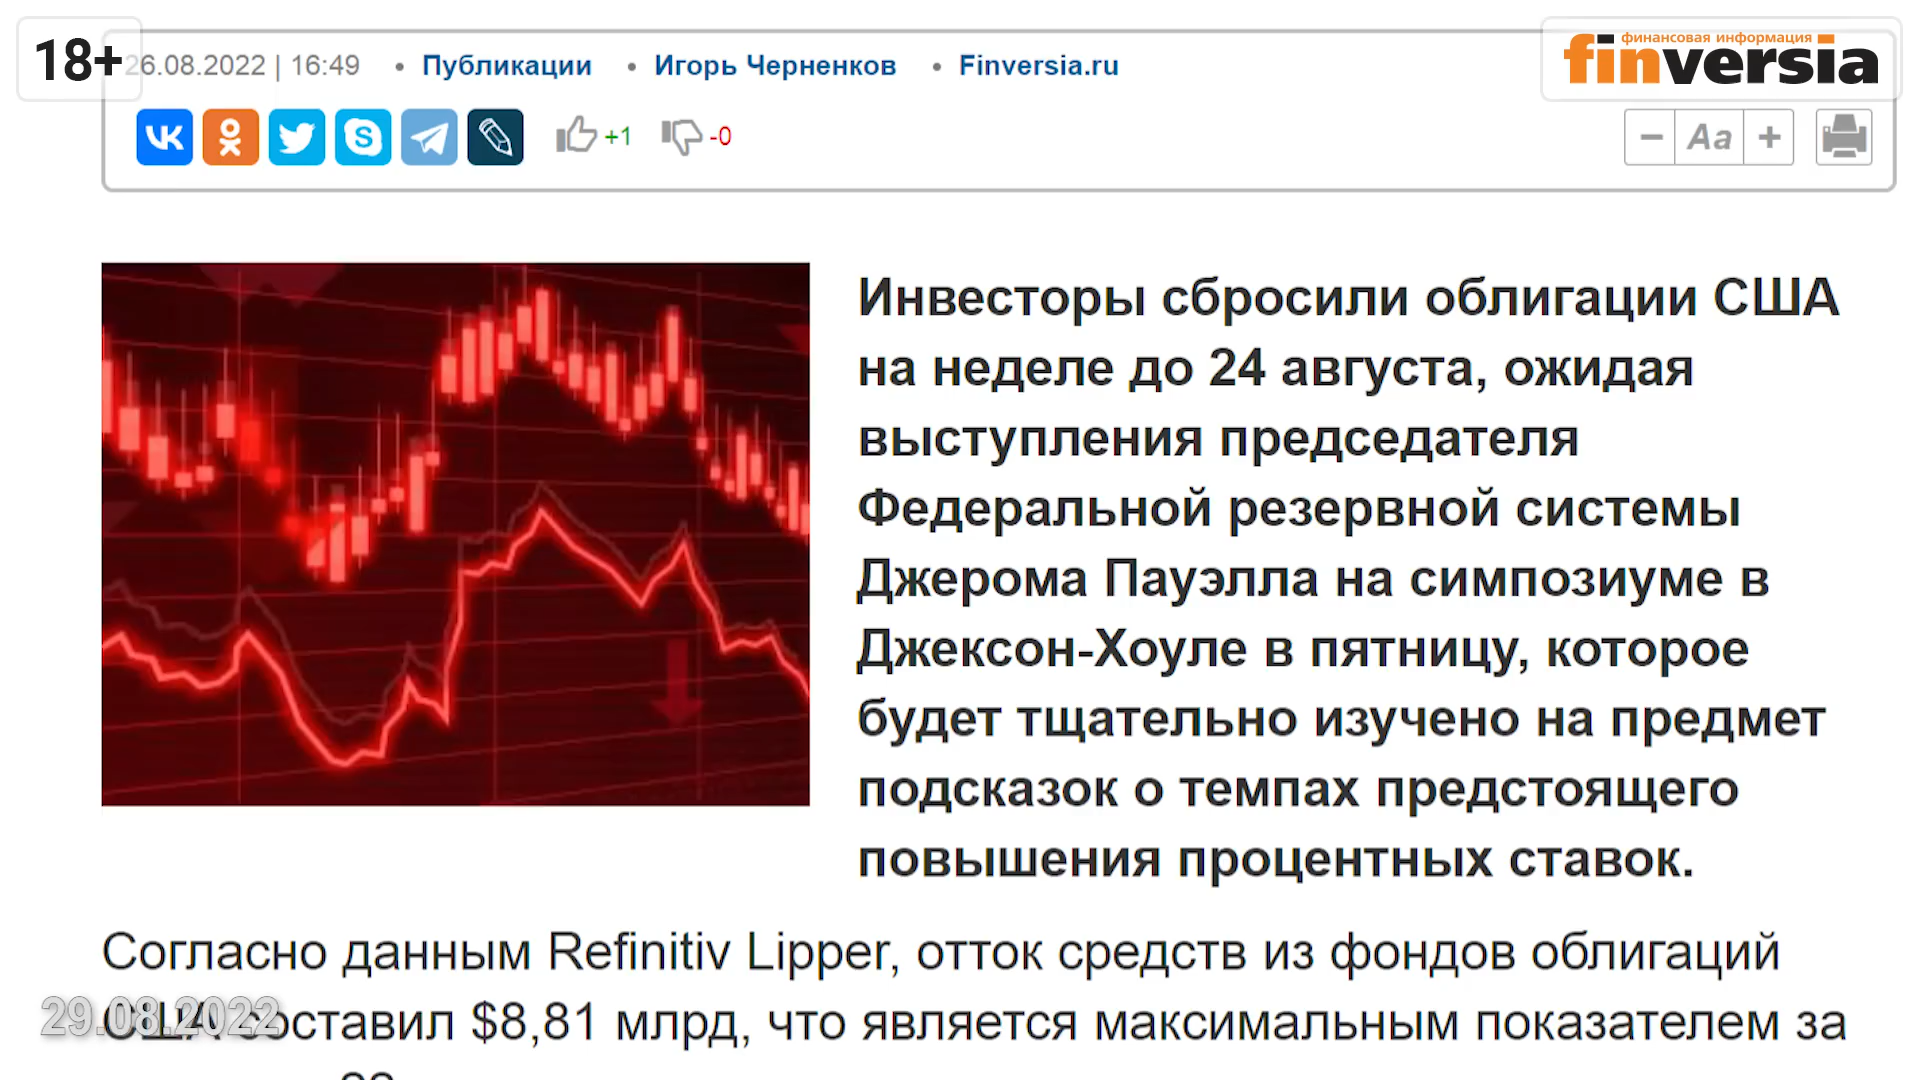 18+
26.08.2022 | 16:49 • Публикации • Игорь Черненков • Finversia.ru
финансовая информация
finversia
+1 -0
− Aa +
Инвесторы сбросили облигации США
на неделе до 24 августа, ожидая
выступления председателя
Федеральной резервной системы
Джерома Пауэлла на симпозиуме в
Джексон-Хоуле в пятницу, которое
будет тщательно изучено на предмет
подсказок о темпах предстоящего
повышения процентных ставок.
Согласно данным Refinitiv Lipper, отток средств из фондов облигаций
США составил $8,81 млрд, что является максимальным показателем за
29.08.2022